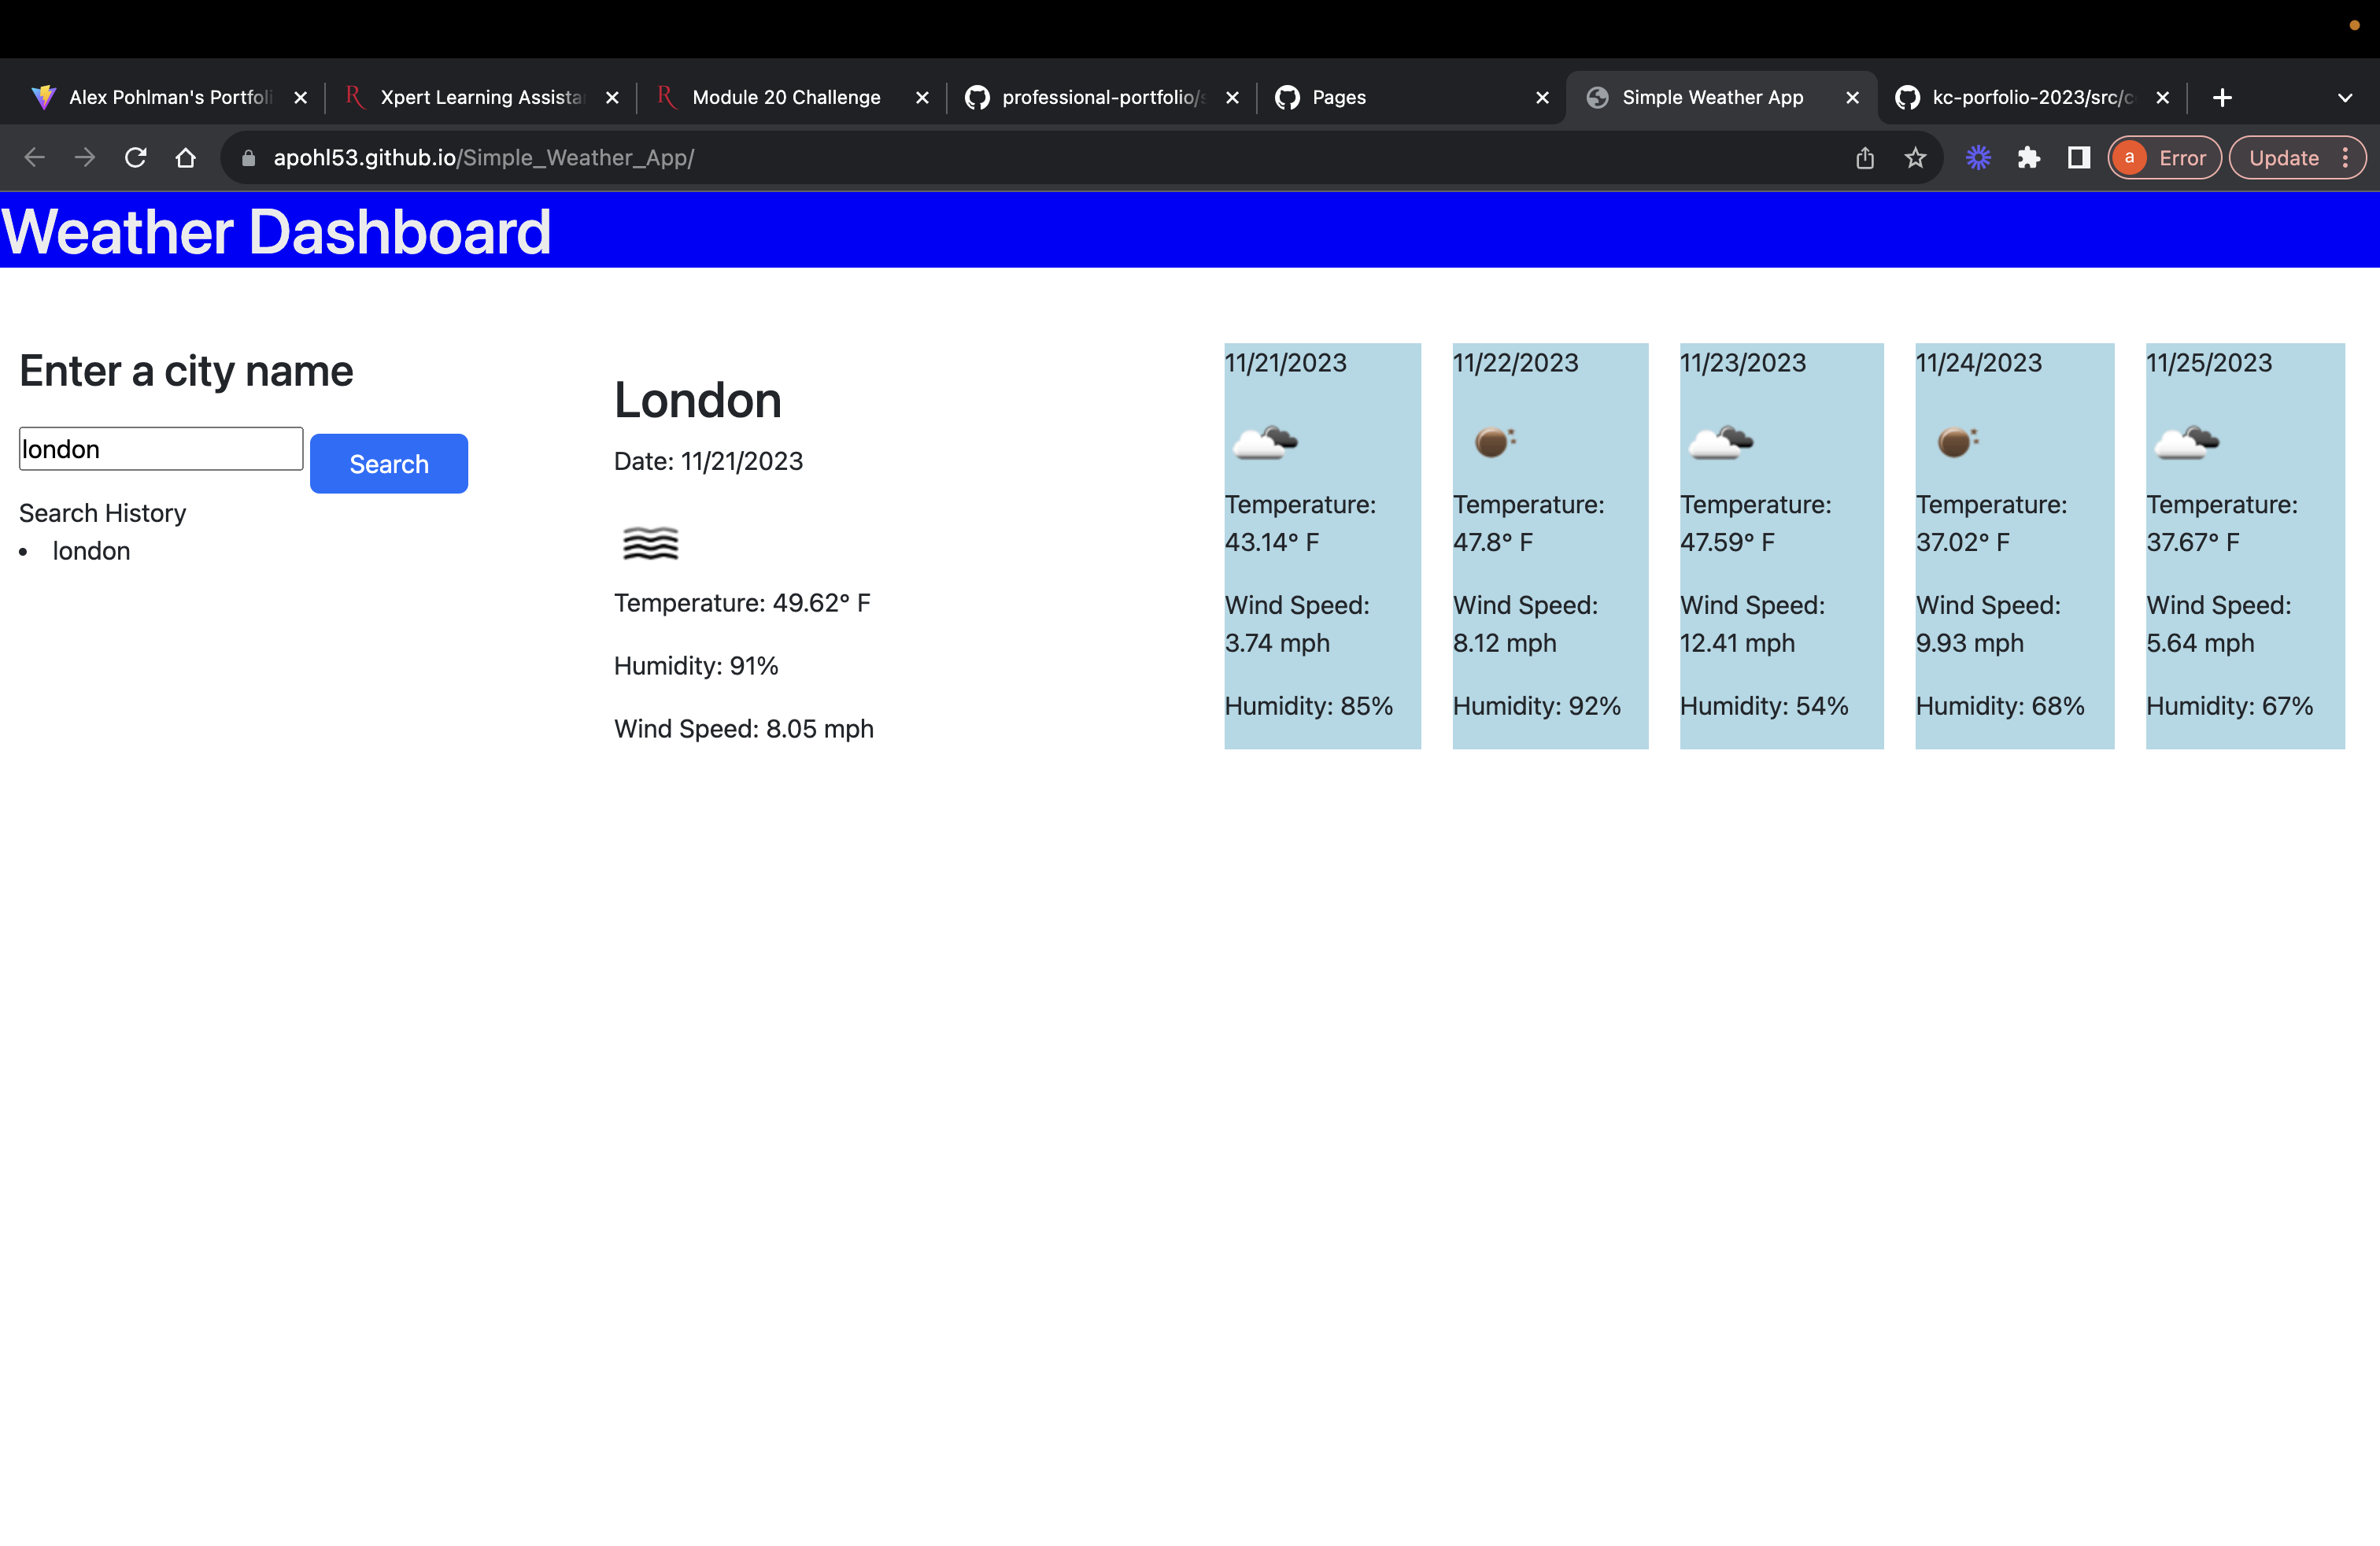 Alex Pohlman's Portfoli
Xpert Learning Assista
Module 20 Challenge
professional-portfolio/s
Pages
Simple Weather App
kc-porfolio-2023/src/c
apohl53.github.io/Simple_Weather_App/
a
Error
Update
Weather Dashboard
Enter a city name
london
Search
Search History
london
London
Date: 11/21/2023
Temperature: 49.62° F
Humidity: 91%
Wind Speed: 8.05 mph
11/21/2023
Temperature:
43.14° F
Wind Speed:
3.74 mph
Humidity: 85%
11/22/2023
Temperature:
47.8° F
Wind Speed:
8.12 mph
Humidity: 92%
11/23/2023
Temperature:
47.59° F
Wind Speed:
12.41 mph
Humidity: 54%
11/24/2023
Temperature:
37.02° F
Wind Speed:
9.93 mph
Humidity: 68%
11/25/2023
Temperature:
37.67° F
Wind Speed:
5.64 mph
Humidity: 67%